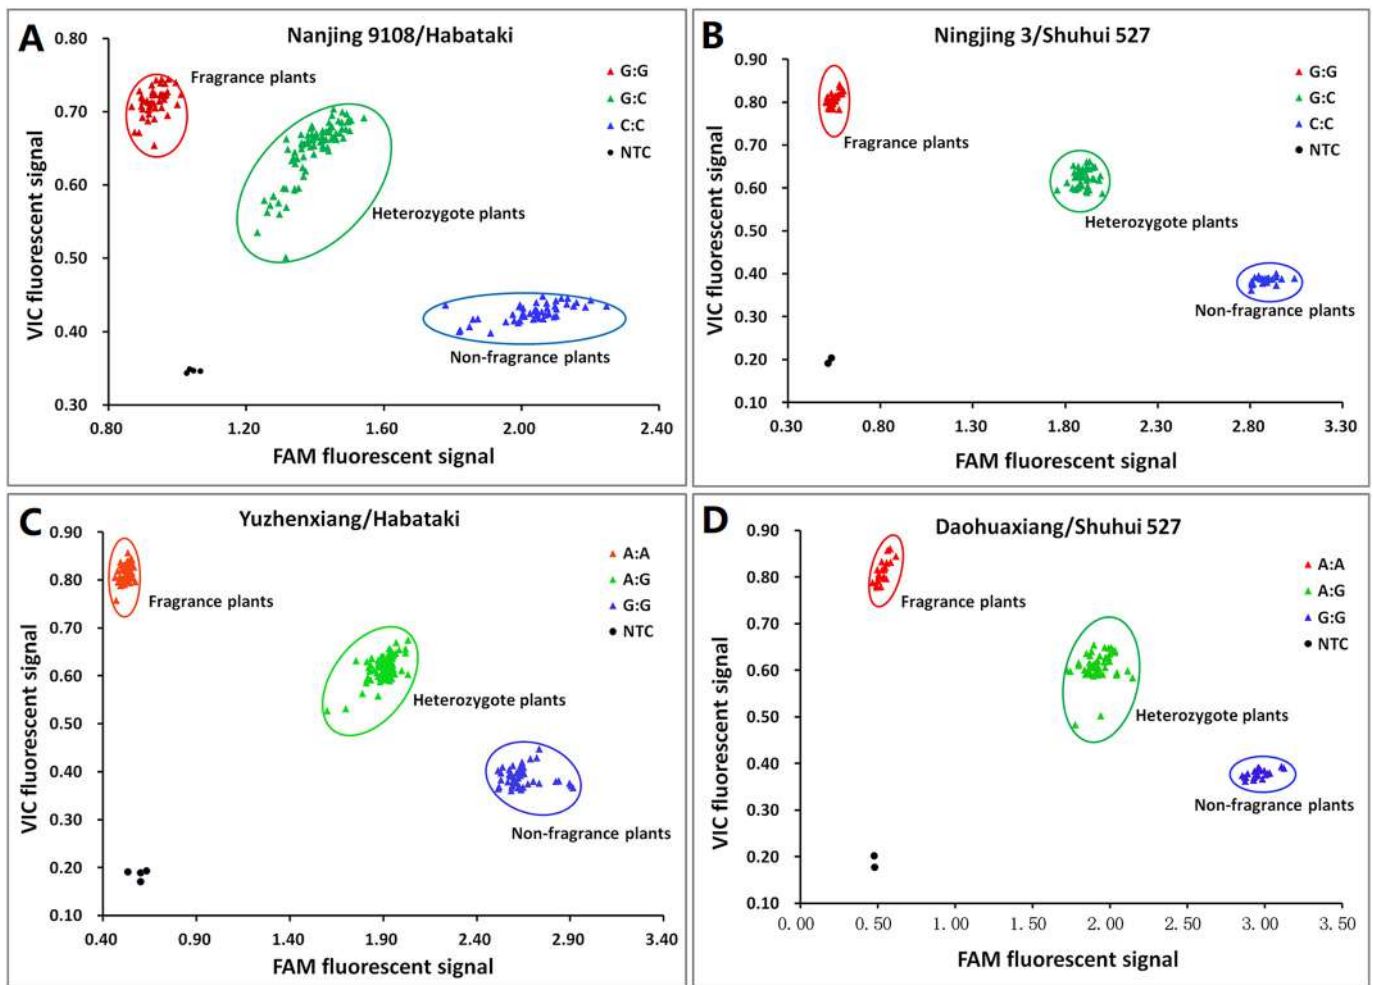 A
Nanjing 9108/Habataki
VIC fluorescent signal
0.80
0.70
0.60
0.50
0.40
0.30
Fragrance plants
Heterozygote plants
Non-fragrance plants
G:G
G:C
C:C
NTC
0.80 1.20 1.60 2.00 2.40
FAM fluorescent signal
B
Ningjing 3/Shuhui 527
VIC fluorescent signal
0.90
0.80
0.70
0.60
0.50
0.40
0.30
0.20
0.10
Fragrance plants
Heterozygote plants
Non-fragrance plants
G:G
G:C
C:C
NTC
0.30 0.80 1.30 1.80 2.30 2.80 3.30
FAM fluorescent signal
C
Yuzhenxiang/Habataki
VIC fluorescent signal
0.90
0.80
0.70
0.60
0.50
0.40
0.30
0.20
0.10
Fragrance plants
Heterozygote plants
Non-fragrance plants
A:A
A:G
G:G
NTC
0.40 0.90 1.40 1.90 2.40 2.90 3.40
FAM fluorescent signal
D
Daohuaxiang/Shuhui 527
VIC fluorescent signal
0.90
0.80
0.70
0.60
0.50
0.40
0.30
0.20
0.10
Fragrance plants
Heterozygote plants
Non-fragrance plants
A:A
A:G
G:G
NTC
0.00 0.50 1.00 1.50 2.00 2.50 3.00 3.50
FAM fluorescent signal